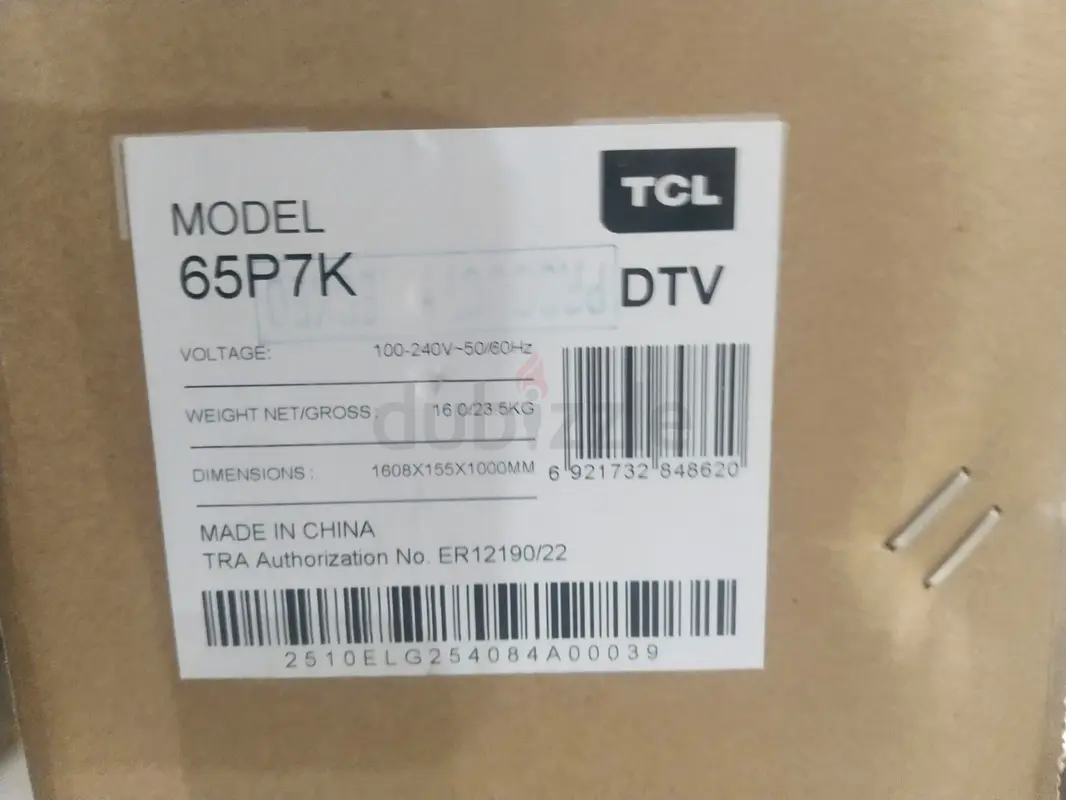 TCL
MODEL
65P7K
DTV
VOLTAGE: 100-240V~50/60Hz
WEIGHT NET/GROSS: 16.0/23.5KG
DIMENSIONS: 1608X155X1000MM
6 921732 848620
MADE IN CHINA
TRA Authorization No. ER12190/22
2510ELG254084A00039
dubizzle